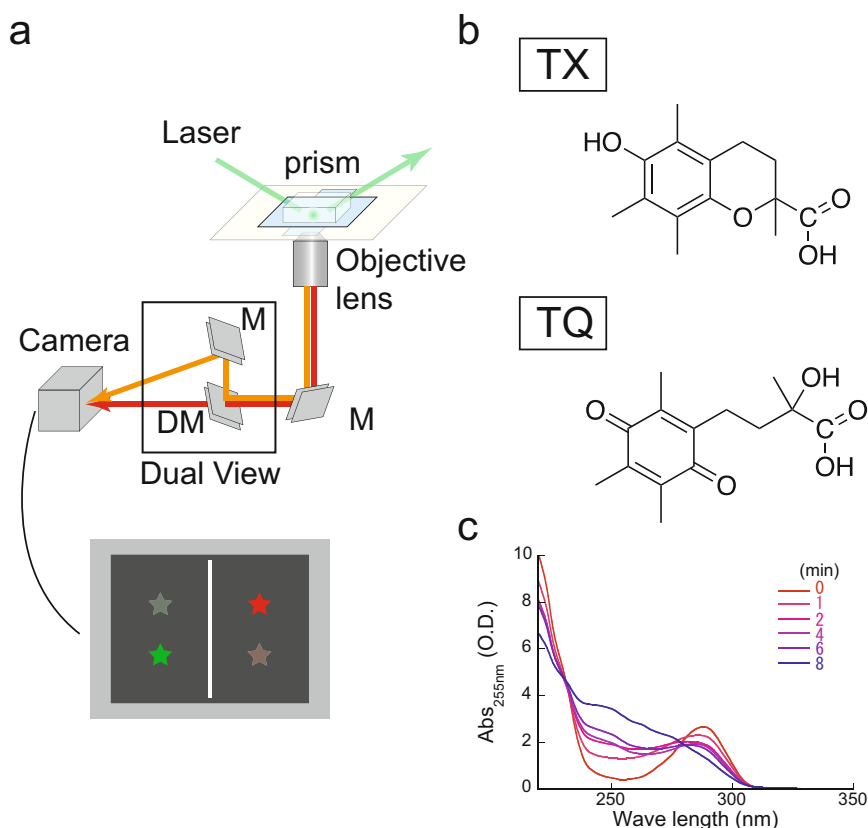 a
Laser
prism
Objective
lens
M
Camera
DM
M
Dual View
b
TX
HO
O
C
O
OH
TQ
O
OH
C
O
OH
O
c
10
8
6
4
2
0
Abs255nm (O.D.)
(min)
0
1
2
4
6
8
250
300
350
Wave length (nm)